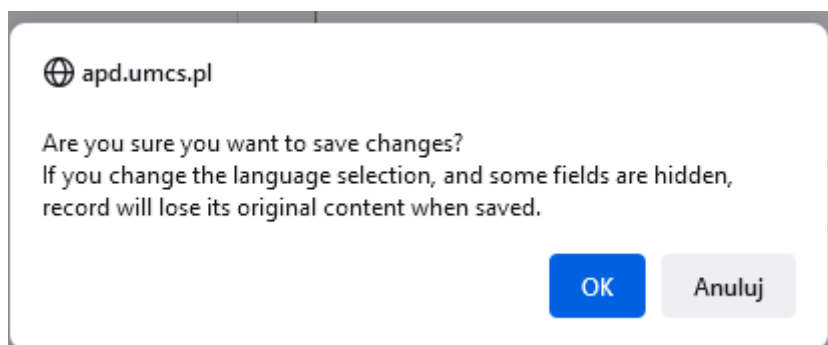 apd.umcs.pl
Are you sure you want to save changes?
If you change the language selection, and some fields are hidden,
record will lose its original content when saved.
OK Anuluj